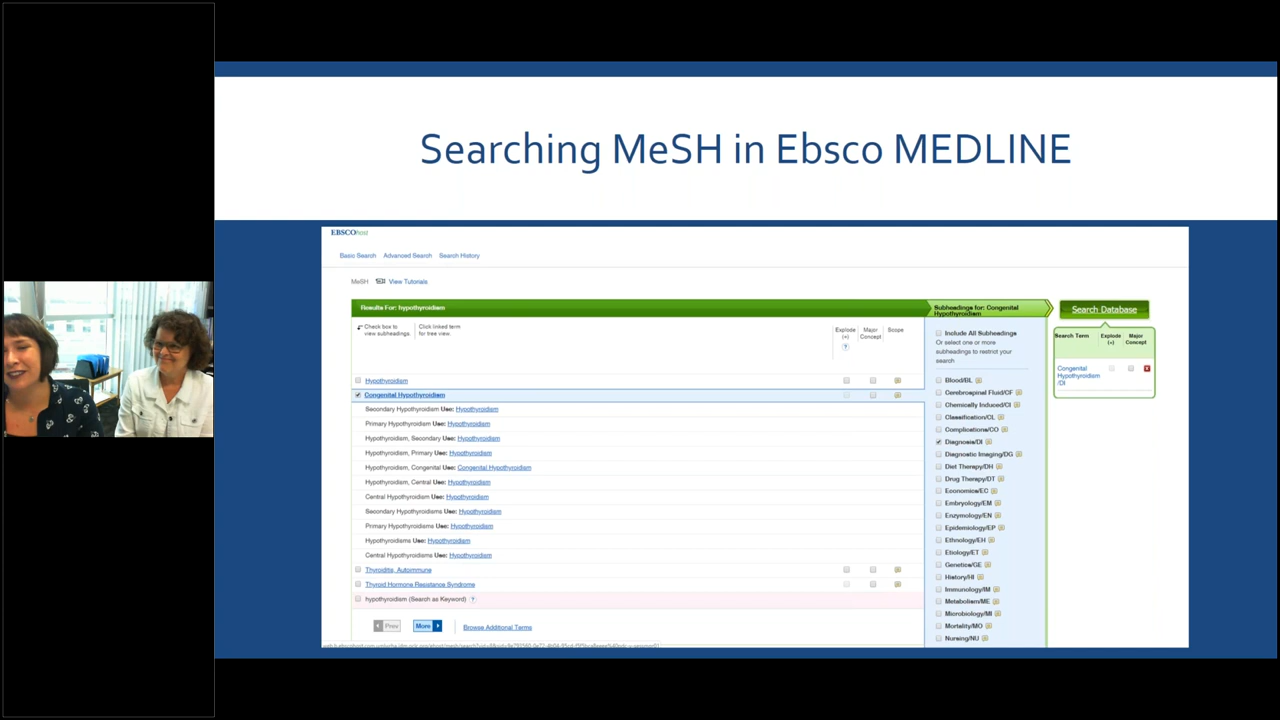 Searching MeSH in Ebsco MEDLINE
EBSCOhost
Basic Search Advanced Search Search History
MeSH View Tutorials
Results For: hypothyroidism
Check box to view subheadings.
Click linked term for tree view.
Explode (+)
?
Major Concept
Scope
Hypothyroidism
Congenital Hypothyroidism
Secondary Hypothyroidism Use: Hypothyroidism
Primary Hypothyroidism Use: Hypothyroidism
Hypothyroidism, Secondary Use: Hypothyroidism
Hypothyroidism, Primary Use: Hypothyroidism
Hypothyroidism, Congenital Use: Congenital Hypothyroidism
Hypothyroidism, Central Use: Hypothyroidism
Central Hypothyroidism Use: Hypothyroidism
Secondary Hypothyroidisms Use: Hypothyroidism
Primary Hypothyroidisms Use: Hypothyroidism
Hypothyroidisms Use: Hypothyroidism
Central Hypothyroidisms Use: Hypothyroidism
Thyroiditis, Autoimmune
Thyroid Hormone Resistance Syndrome
hypothyroidism (Search as Keyword) ?
Prev More Browse Additional Terms
Subheadings for: Congenital
Hypothyroidism
Include All Subheadings
Or select one or more
subheadings to restrict your
search
Blood/BL
Cerebrospinal Fluid/CF
Chemically Induced/CI
Classification/CL
Complications/CO
Diagnosis/DI
Diagnostic Imaging/DG
Diet Therapy/DH
Drug Therapy/DT
Economics/EC
Embryology/EM
Enzymology/EN
Epidemiology/EP
Ethnology/EH
Etiology/ET
Genetics/GE
History/HI
Immunology/IM
Metabolism/ME
Microbiology/MI
Mortality/MO
Nursing/NU
Search Database
Search Term Explode (+) Major Concept
Congenital
Hypothyroidism
/DI